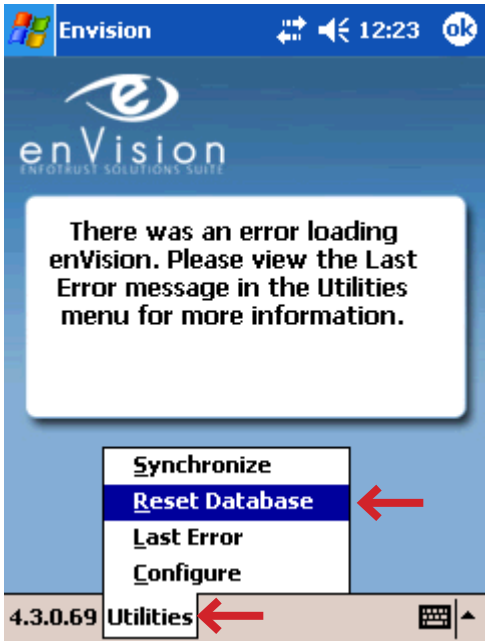 Envision 12:23 ok
enVision
ENFOTRUST SOLUTIONS SUITE
There was an error loading
enVision. Please view the Last
Error message in the Utilities
menu for more information.
Synchronize
Reset Database
Last Error
Configure
4.3.0.69 Utilities